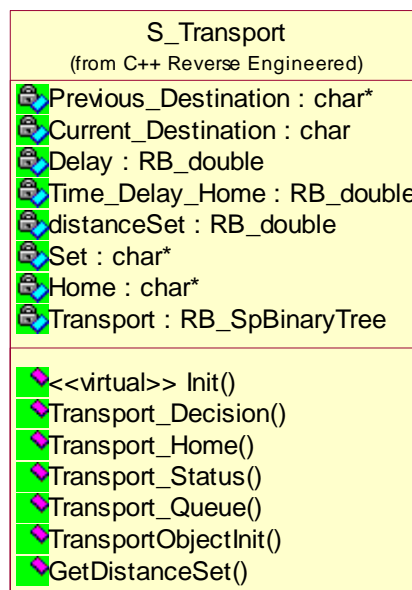 S_Transport
(from C++ Reverse Engineered)
Previous_Destination : char*
Current_Destination : char
Delay : RB_double
Time_Delay_Home : RB_double
distanceSet : RB_double
Set : char*
Home : char*
Transport : RB_SpBinaryTree
<<virtual>> Init()
Transport_Decision()
Transport_Home()
Transport_Status()
Transport_Queue()
TransportObjectInit()
GetDistanceSet()